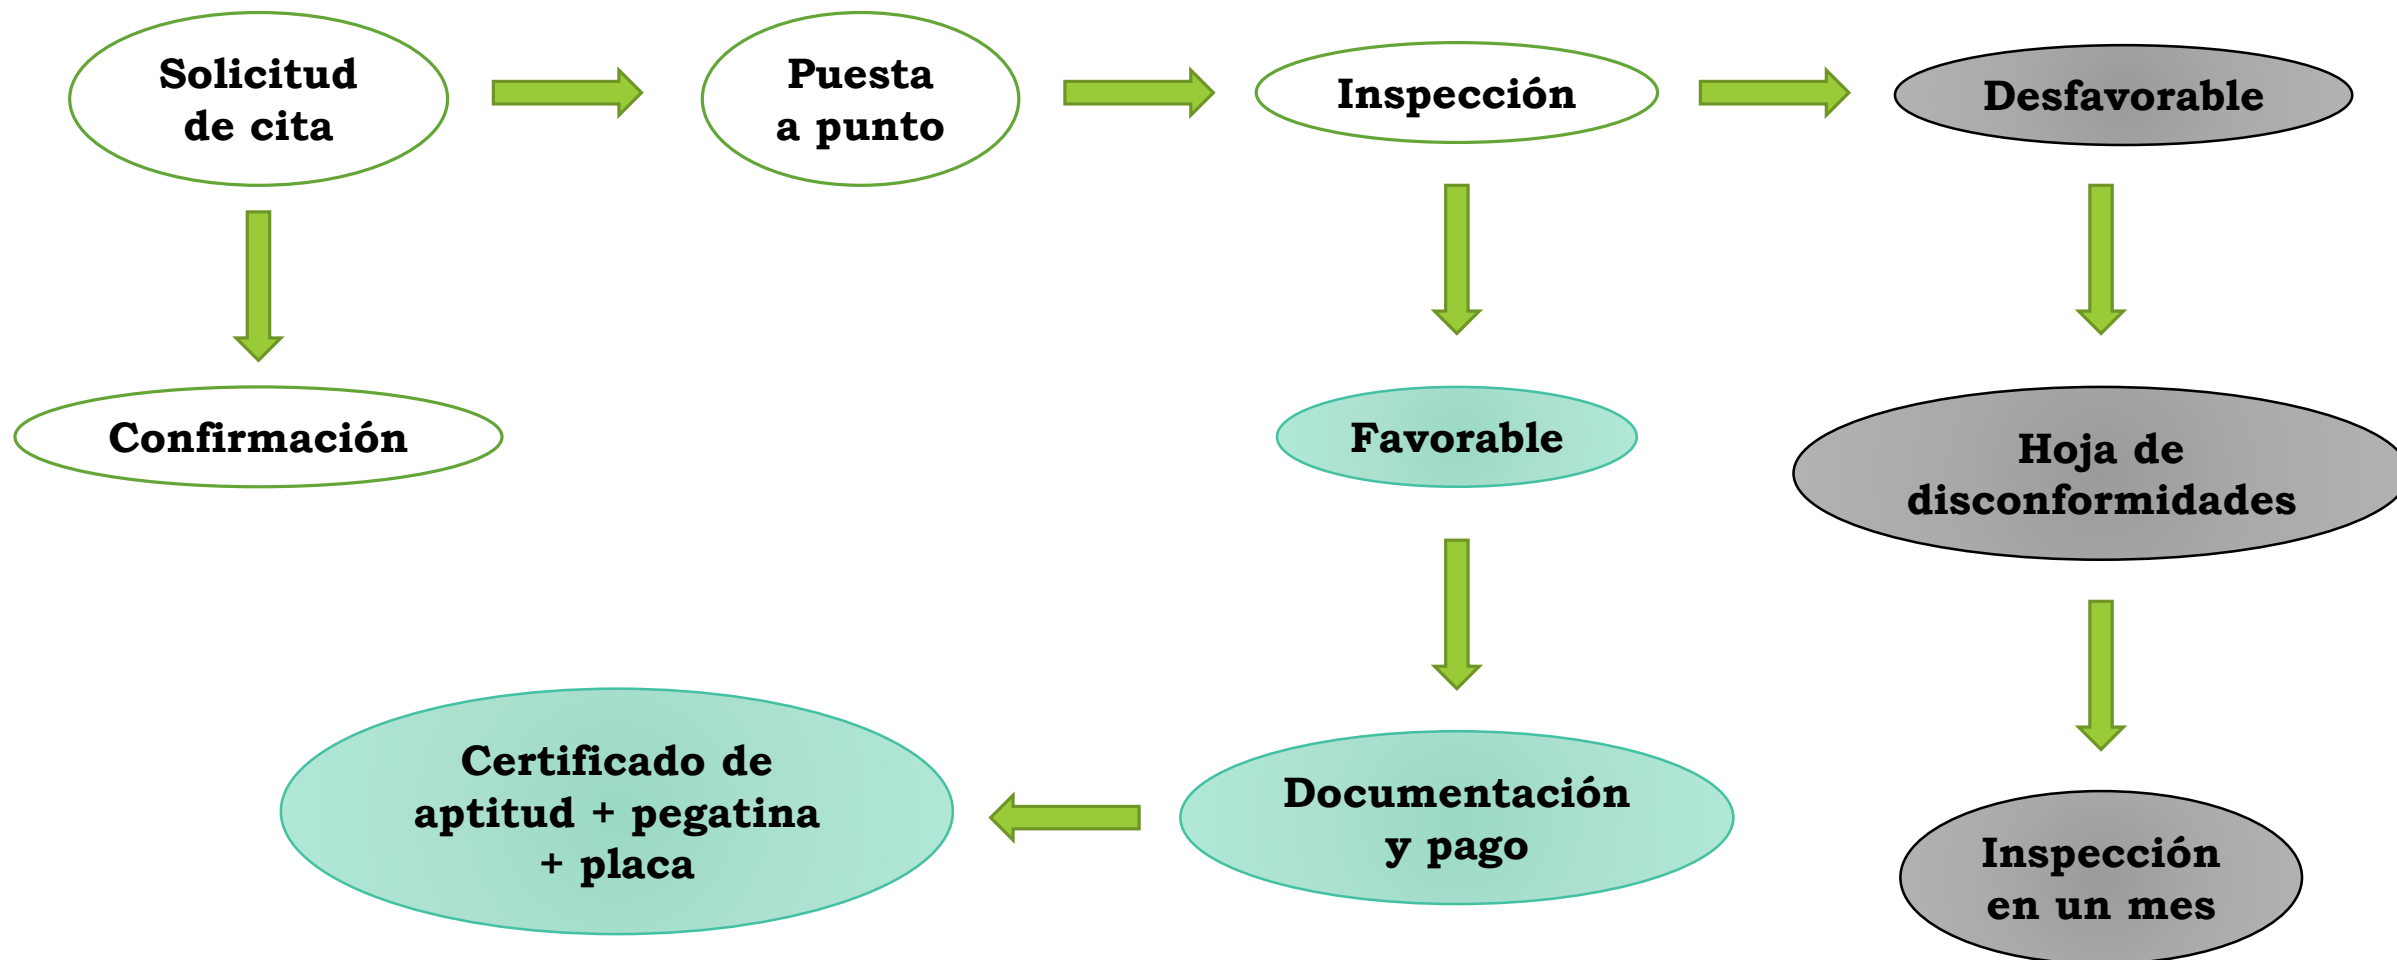 Solicitud
de cita
Puesta
a punto
Inspección
Desfavorable
Confirmación
Favorable
Hoja de
disconformidades
Certificado de
aptitud + pegatina
+ placa
Documentación
y pago
Inspección
en un mes